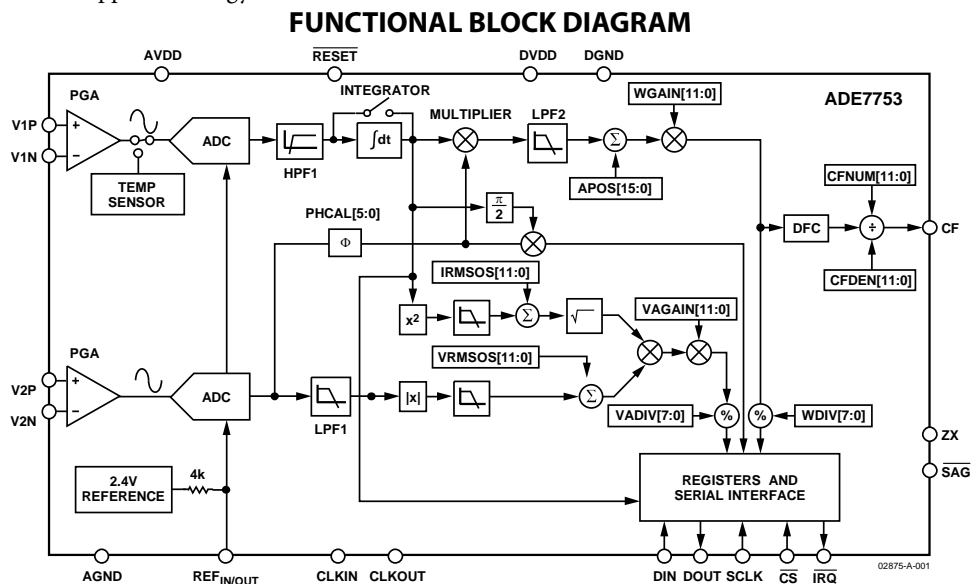 FUNCTIONAL BLOCK DIAGRAM
AVDD
RESET
DVDD
DGND
INTEGRATOR
WGAIN[11:0]
ADE7753
PGA
MULTIPLIER
LPF2
V1P
+
ADC
∫dt
Σ
V1N
−
HPF1
TEMP
SENSOR
APOS[15:0]
CFNUM[11:0]
PHCAL[5:0]
π
2
DFC
÷
CF
Φ
IRMSOS[11:0]
CFDEN[11:0]
VAGAIN[11:0]
x2
Σ
√
PGA
VRMSOS[11:0]
V2P
+
ADC
|x|
Σ
V2N
−
LPF1
VADIV[7:0]
%
%
WDIV[7:0]
ZX
2.4V
REFERENCE
4k
REGISTERS AND
SERIAL INTERFACE
SAG
AGND
REFIN/OUT
CLKIN
CLKOUT
DIN
DOUT
SCLK
CS
IRQ
02875-A-001